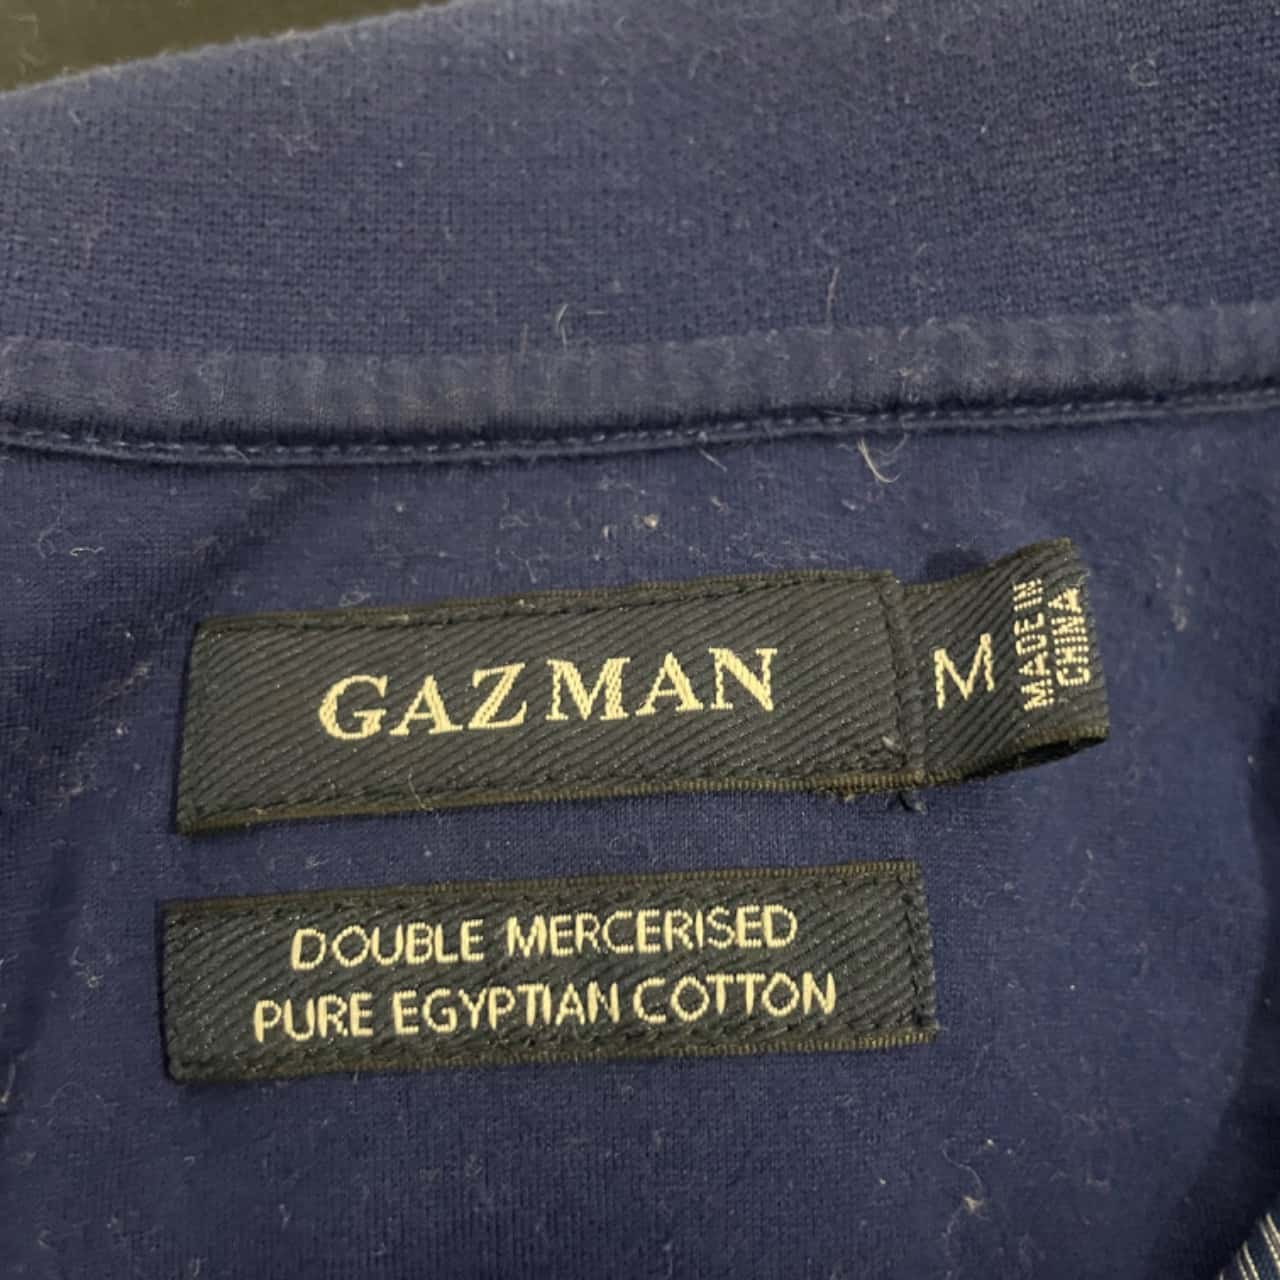 GAZMAN
M
MADE IN
CHINA
DOUBLE MERCERISED
PURE EGYPTIAN COTTON